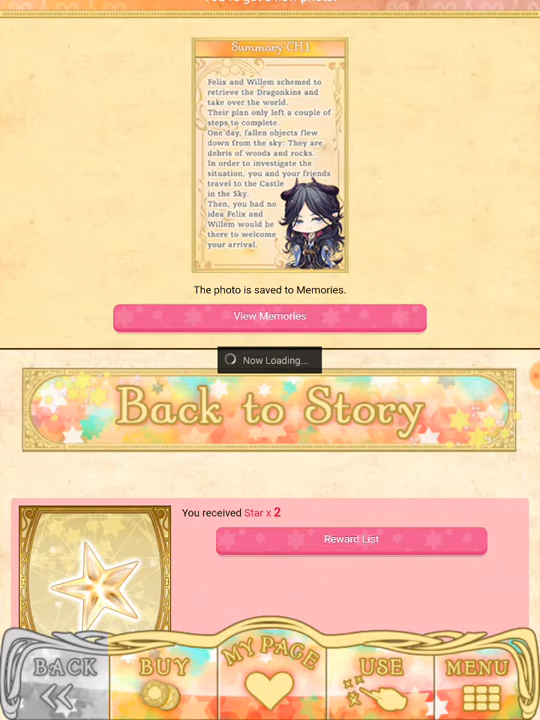 You've got a new photo!
Summary CH1
Felix and Willem schemed to
retrieve the Dragonkins and
take over the world.
Their plan only left a couple of
steps to complete.
One day, fallen objects flew
down from the sky: They are
debris of woods and rocks.
In order to investigate the
situation, you and your friends
travel to the Castle
in the Sky.
Then, you had no
idea Felix and
Willem would be
there to welcome
your arrival.
The photo is saved to Memories.
View Memories
Now Loading...
Back to Story
You received Star x 2
Reward List
BACK
BUY
MY PAGE
USE
MENU